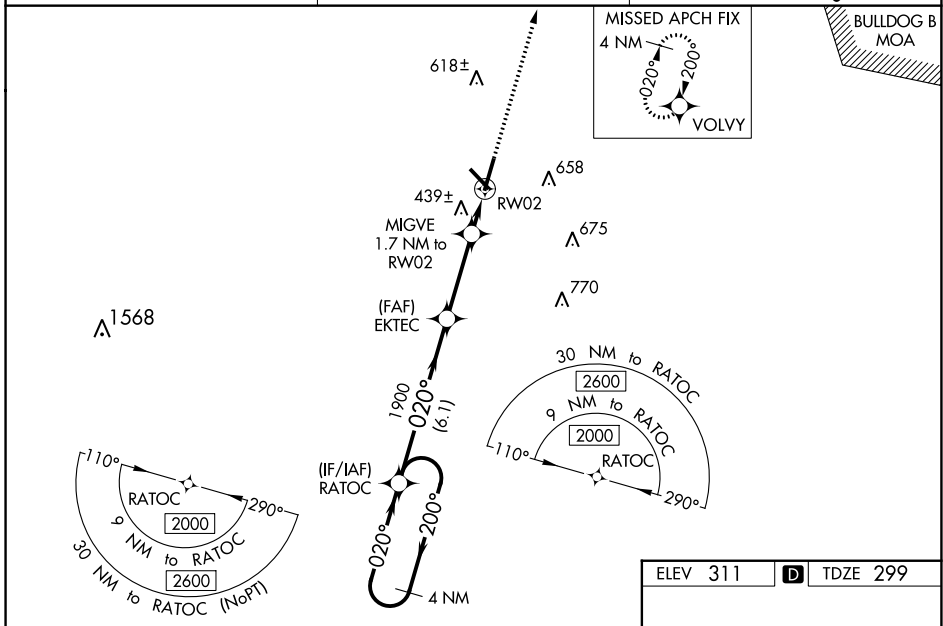 MISSED APCH FIX
4 NM
020°
200°
VOLVY
BULLDOG B
MOA
618±
658
439±
RW02
MIGVE
1.7 NM to
RW02
675
770
(FAF)
EKTEC
1568
1900
020°
(6.1)
30 NM to RATOC
2600
9 NM to RATOC
2000
RATOC
110°
290°
(IF/IAF)
RATOC
110°
290°
RATOC
2000
9 NM to RATOC
2600
30 NM to RATOC (NoPT)
020°
200°
4 NM
ELEV 311 D TDZE 299